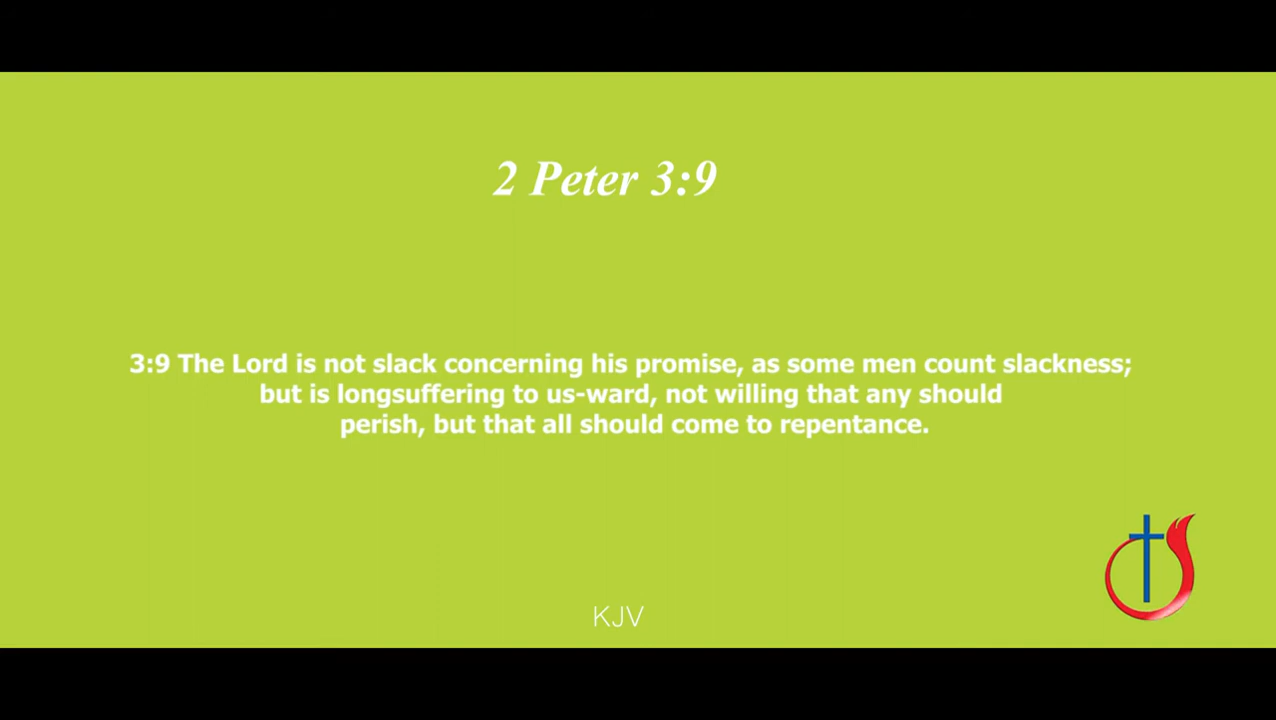 2 Peter 3:9
3:9 The Lord is not slack concerning his promise, as some men count slackness;
but is longsuffering to us-ward, not willing that any should
perish, but that all should come to repentance.
KJV